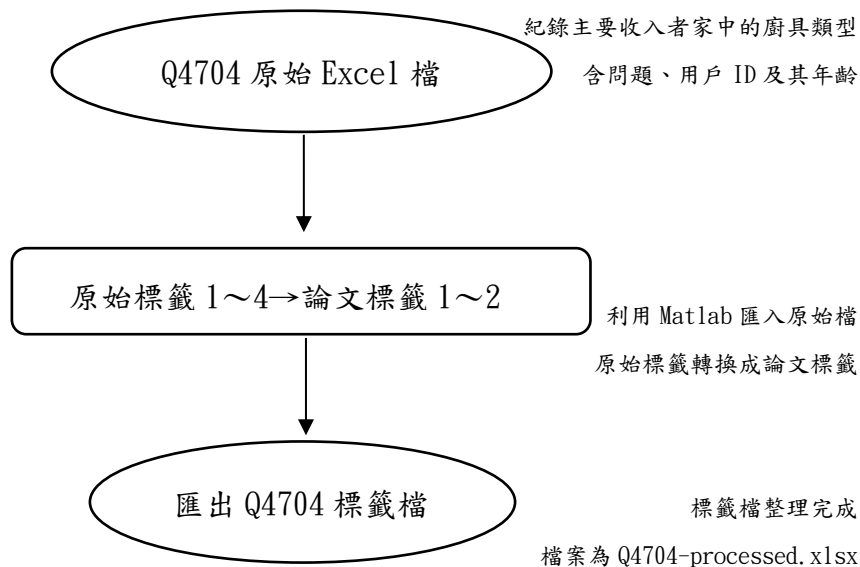 紀錄主要收入者家中的廚具類型
Q4704 原始 Excel 檔
含問題、用戶 ID 及其年齡
原始標籤 1～4→論文標籤 1～2
利用 Matlab 匯入原始檔
原始標籤轉換成論文標籤
匯出 Q4704 標籤檔
標籤檔整理完成
檔案為 Q4704-processed.xlsx